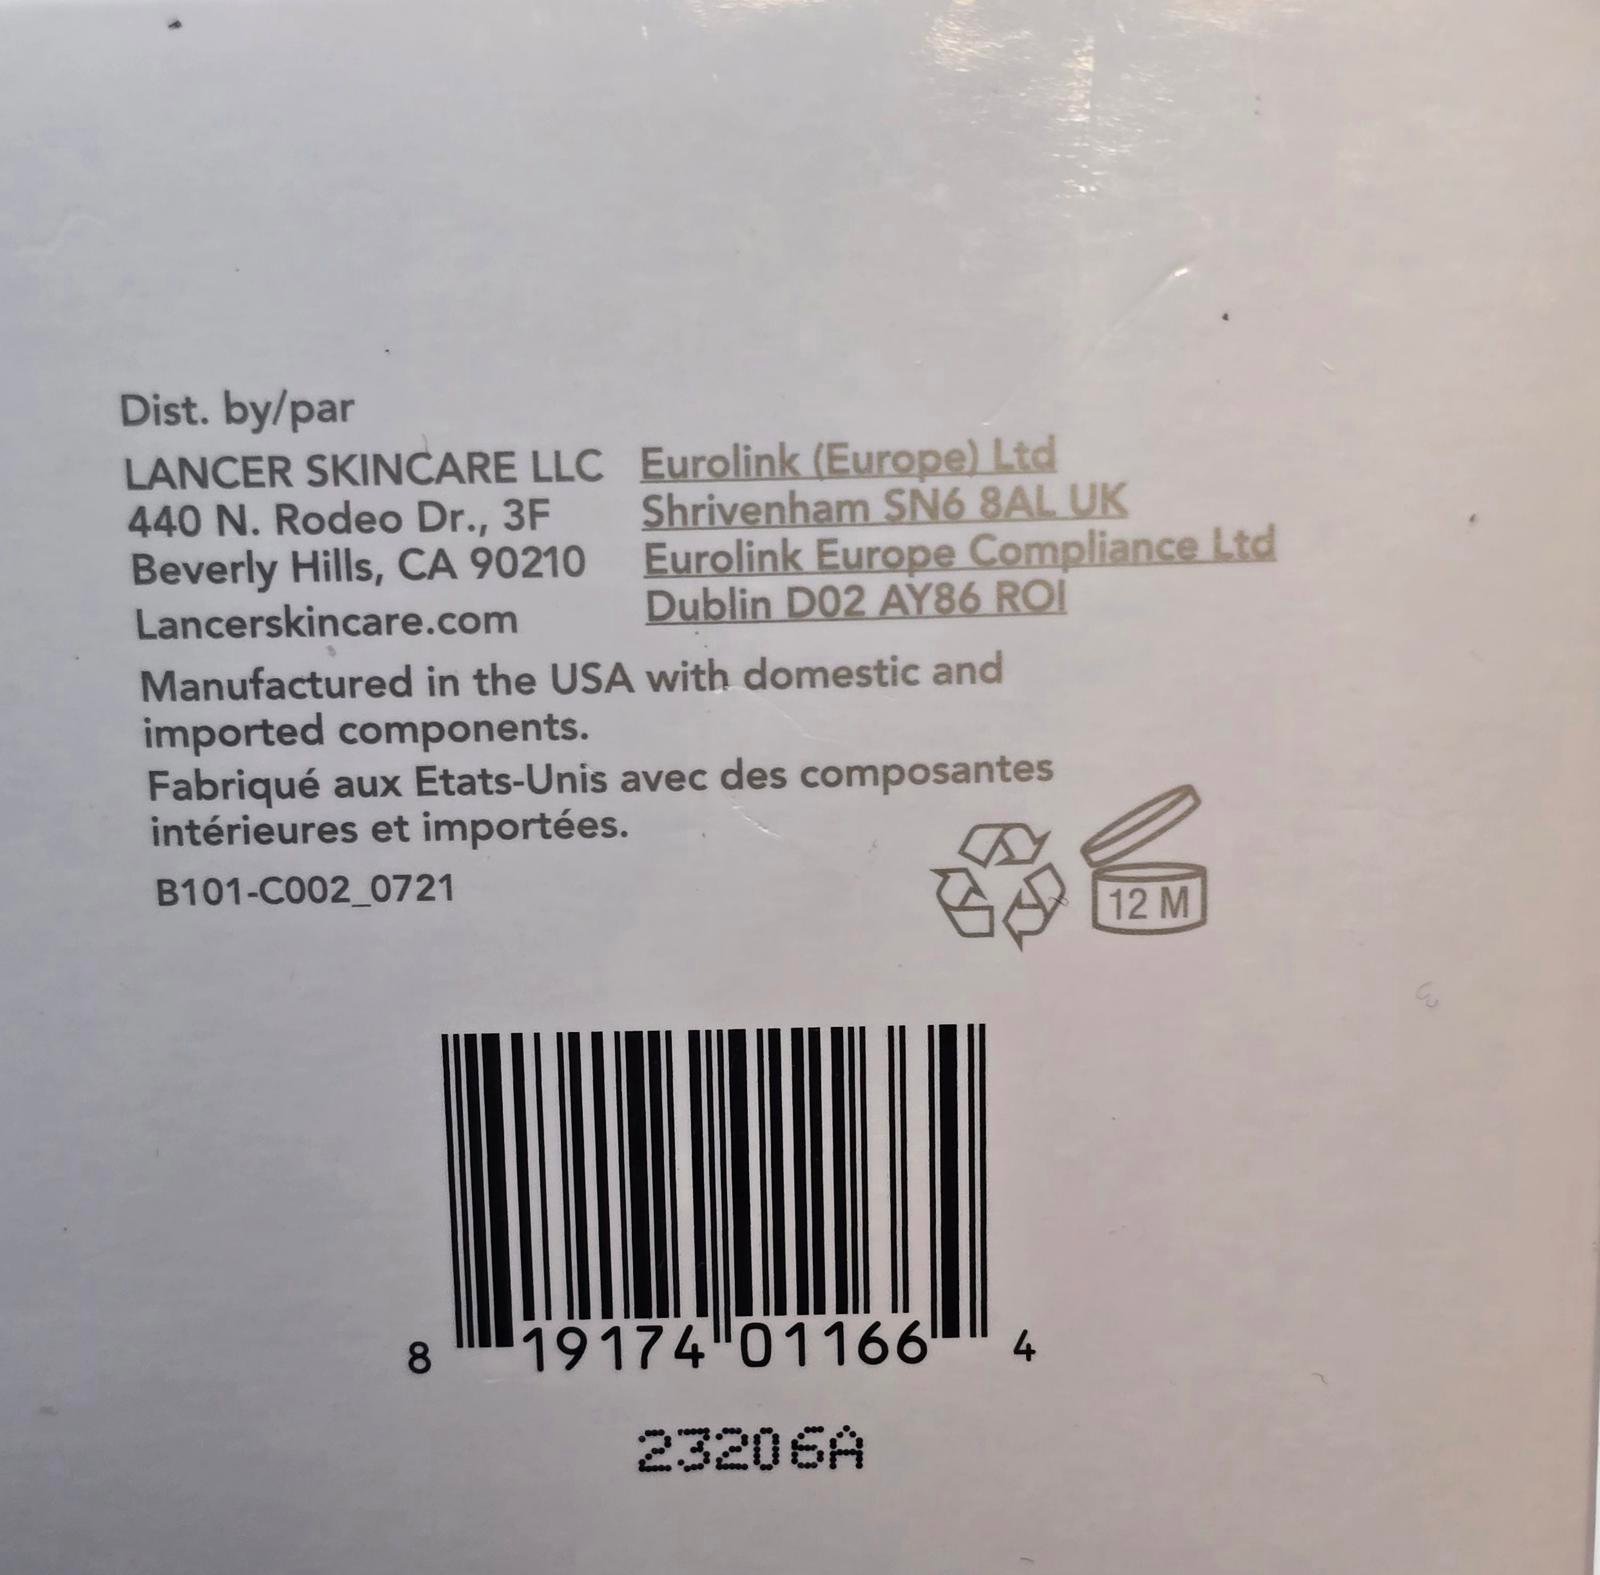 Dist. by/par
LANCER SKINCARE LLC
440 N. Rodeo Dr., 3F
Beverly Hills, CA 90210
Lancerskincare.com
Eurolink (Europe) Ltd
Shrivenham SN6 8AL UK
Eurolink Europe Compliance Ltd
Dublin D02 AY86 ROI
Manufactured in the USA with domestic and
imported components.
Fabriqué aux Etats-Unis avec des composantes
intérieures et importées.
B101-C002_0721
12 M
8 19174 01166 4
23206A